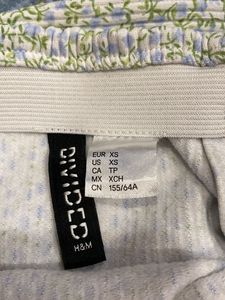 DIVIDED
H&M
EUR XS
US XS
CA TP
MX XCH
CN 155/64A